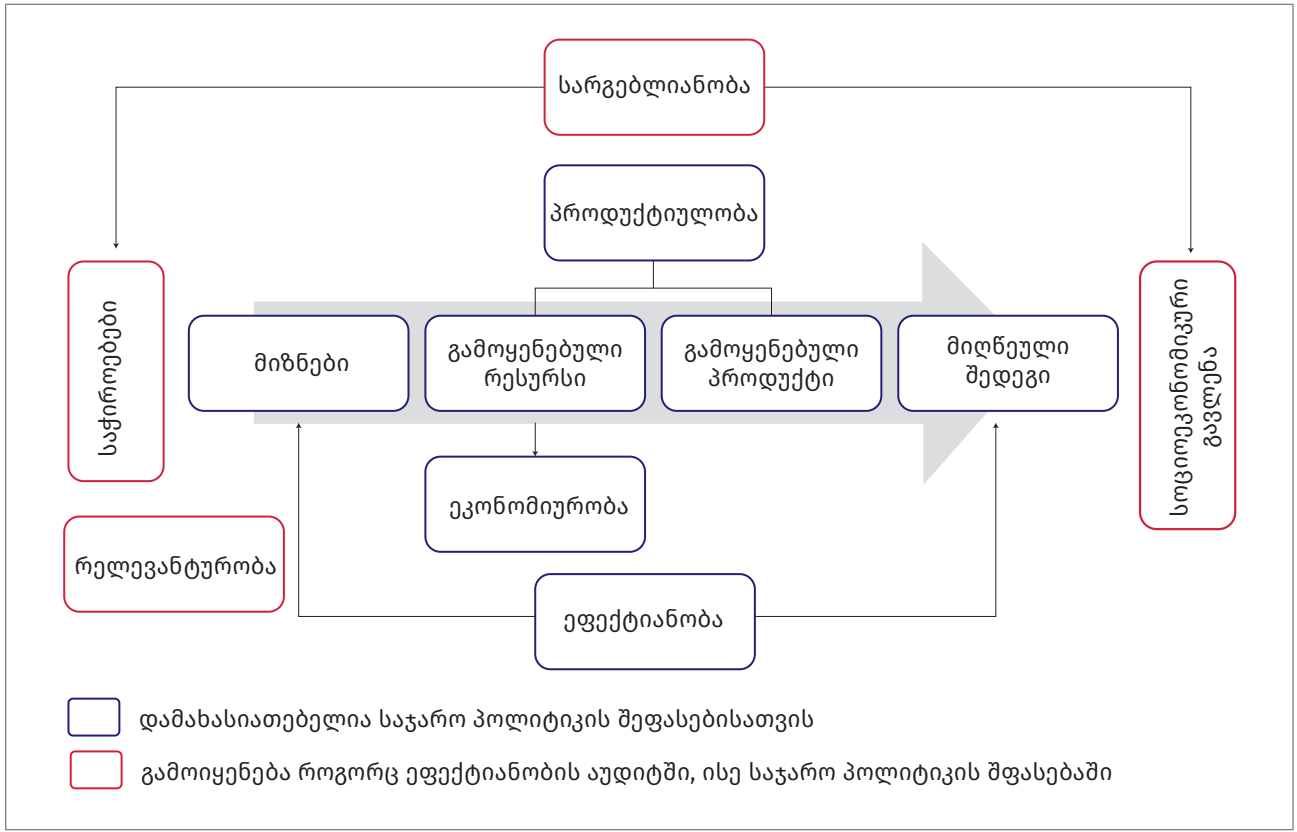 სარგებლიანობა
პროდუქტიულობა
საჭიროებები
მიზნები
გამოყენებული
რესურსი
გამოყენებული
პროდუქტი
მიღწეული
შედეგი
სოციოეკონომიკური
გავლენა
ეკონომიურობა
რელევანტურობა
ეფექტიანობა
დამახასიათებელია საჯარო პოლიტიკის შეფასებისათვის
გამოიყენება როგორც ეფექტიანობის აუდიტში, ისე საჯარო პოლიტიკის შფასებაში